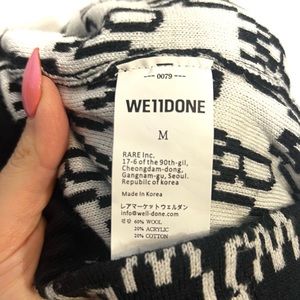 --- 0079 ---
WE11DONE
M
RARE Inc.
17-6 of the 90th-gil,
Cheongdam-dong,
Gangnam-gu, Seoul.
Republic of korea
Made in Korea
レアマーケットウェルダン
info@well-done.com
겉감 60% WOOL
20% ACRYLIC
20% COTTON